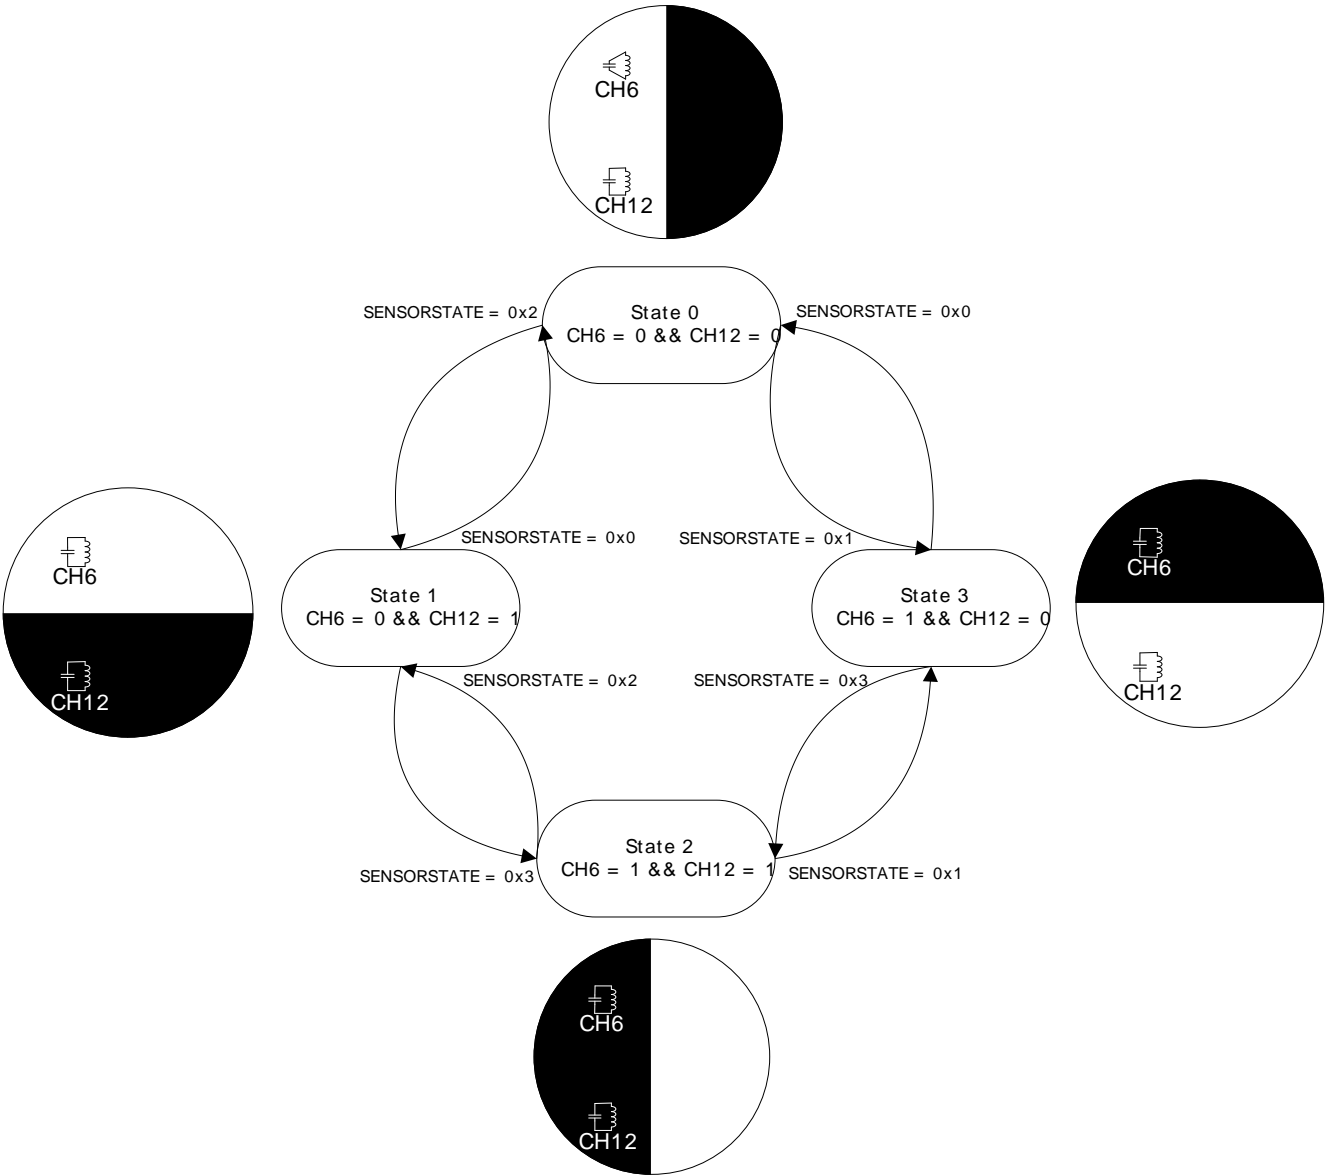 CH6
CH12
SENSORSTATE = 0x2
State 0
CH6 = 0 && CH12 = 0
SENSORSTATE = 0x0
SENSORSTATE = 0x0
SENSORSTATE = 0x1
CH6
CH12
State 1
CH6 = 0 && CH12 = 1
State 3
CH6 = 1 && CH12 = 0
CH6
CH12
SENSORSTATE = 0x2
SENSORSTATE = 0x3
State 2
CH6 = 1 && CH12 = 1
SENSORSTATE = 0x3
SENSORSTATE = 0x1
CH6
CH12